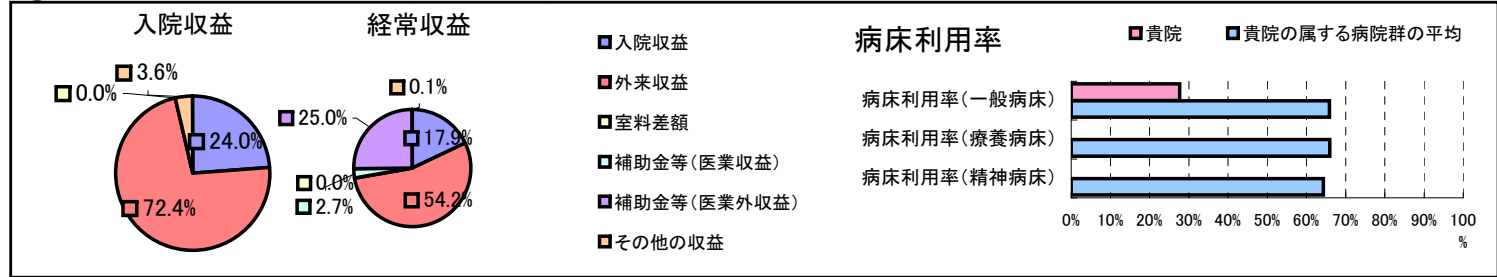 入院収益
3.6%
0.0%
24.0%
72.4%
経常収益
0.1%
25.0%
17.9%
0.0%
2.7%
54.2%
入院収益
外来収益
室料差額
補助金等(医業収益)
補助金等(医業外収益)
その他の収益
病床利用率
貴院 貴院の属する病院群の平均
病床利用率(一般病床)
病床利用率(療養病床)
病床利用率(精神病床)
0% 10% 20% 30% 40% 50% 60% 70% 80% 90% 100
%